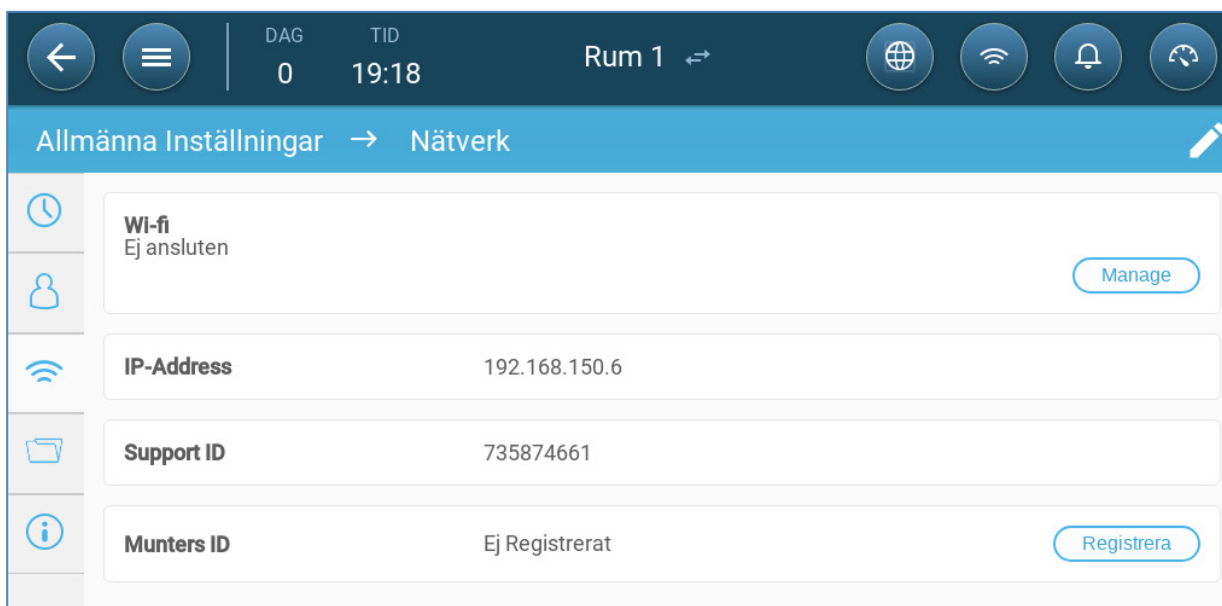 DAG TID
0 19:18
Rum 1
Allmänna Inställningar → Nätverk
Wi-fi
Ej ansluten
Manage
IP-Address 192.168.150.6
Support ID 735874661
Munters ID Ej Registrerat Registrera